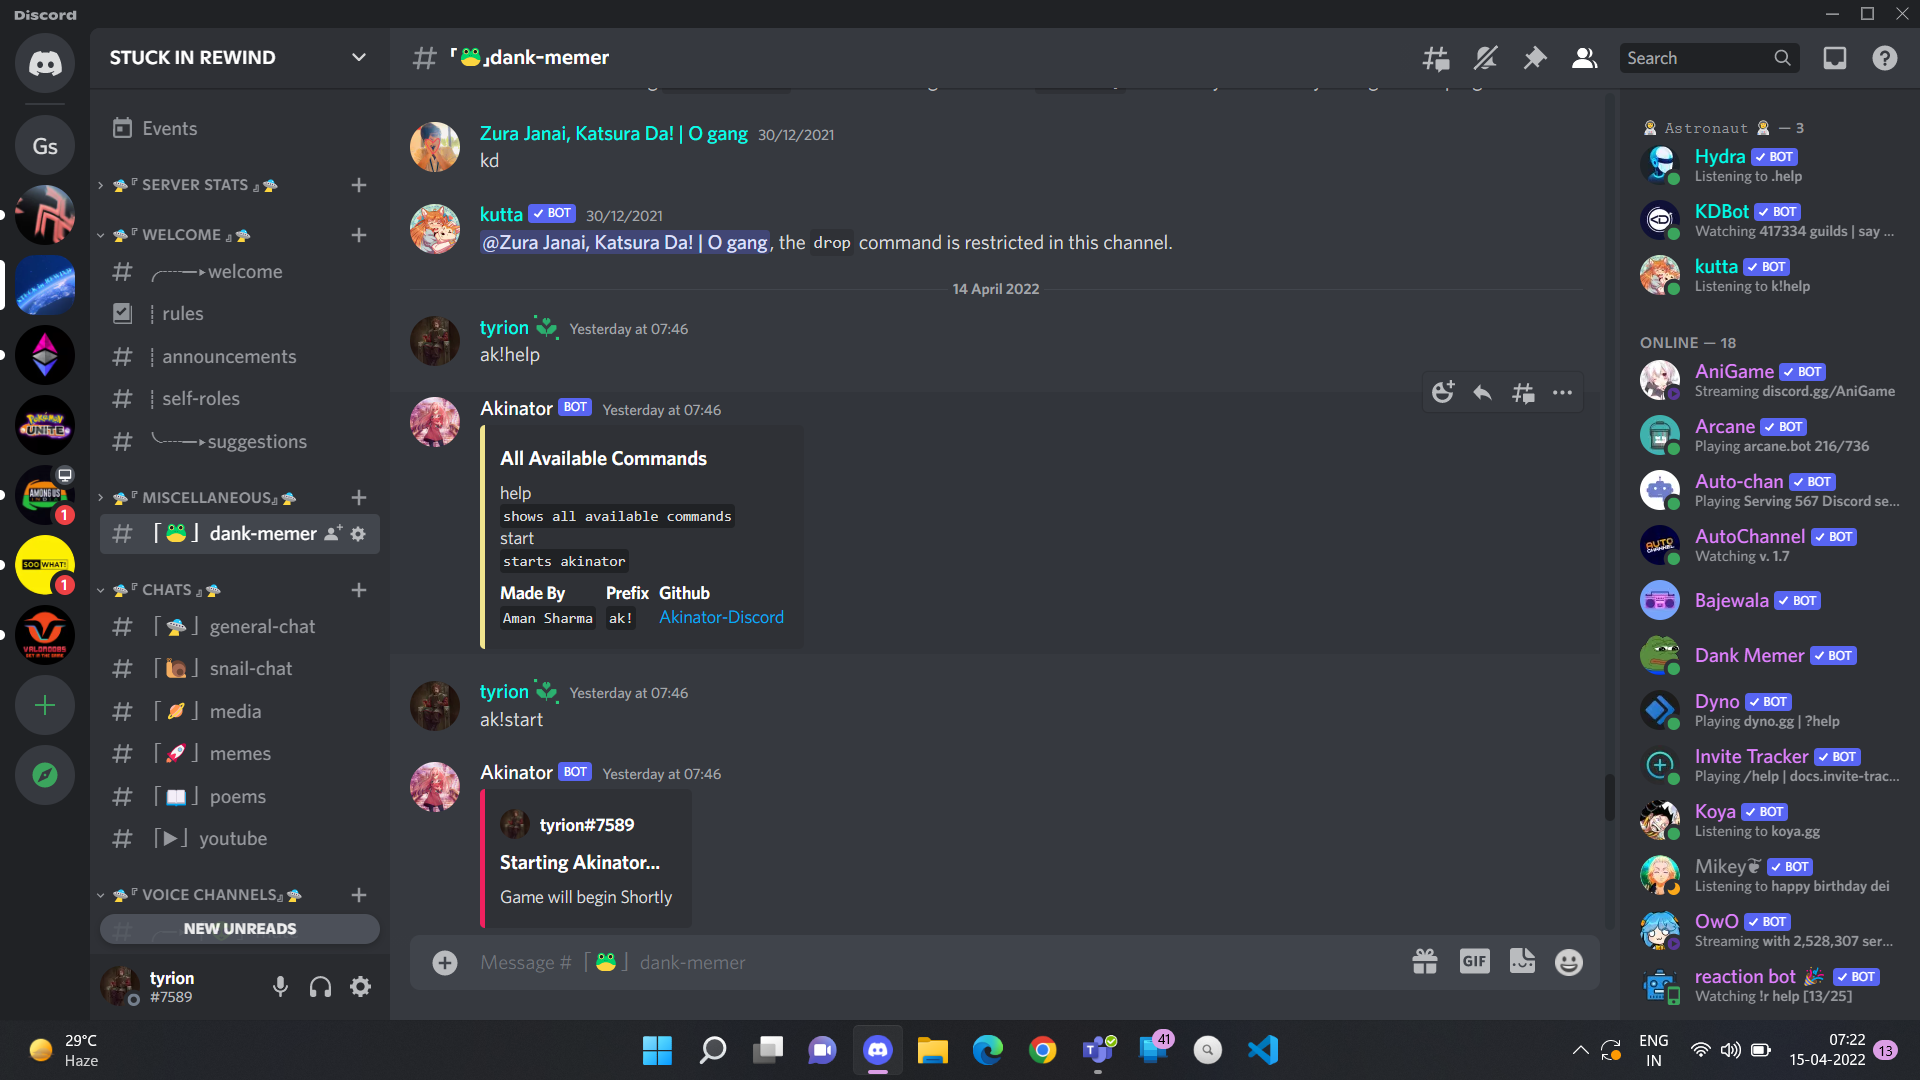 Discord
STUCK IN REWIND
Events
『 SERVER STATS 』
『 WELCOME 』
welcome
rules
announcements
self-roles
suggestions
『 MISCELLANEOUS』
「🐸」 dank-memer
『 CHATS 』
「🛸」 general-chat
「🐌」 snail-chat
「🪐」 media
「🚀」 memes
「📖」 poems
「▶」 youtube
『 VOICE CHANNELS』
NEW UNREADS
tyrion
#7589
Gs
POKÉMON
UNITE
AMONG US
INDIA
1
SOO WHAT!
1
VALOROOBS
「🐸」dank-memer
Search
Zura Janai, Katsura Da! | O gang 30/12/2021
kd
kutta BOT 30/12/2021
@Zura Janai, Katsura Da! | O gang, the drop command is restricted in this channel.
14 April 2022
tyrion Yesterday at 07:46
ak!help
Akinator BOT Yesterday at 07:46
All Available Commands
help
shows all available commands
start
starts akinator
Made By Prefix Github
Aman Sharma ak! Akinator-Discord
tyrion Yesterday at 07:46
ak!start
Akinator BOT Yesterday at 07:46
tyrion#7589
Starting Akinator...
Game will begin Shortly
Message # 「🐸」 dank-memer
GIF
Astronaut — 3
Hydra BOT
Listening to .help
KDBot BOT
Watching 417334 guilds | say ...
kutta BOT
Listening to k!help
ONLINE — 18
AniGame BOT
Streaming discord.gg/AniGame
Arcane BOT
Playing arcane.bot 216/736
Auto-chan BOT
Playing Serving 567 Discord se...
AutoChannel BOT
Watching v. 1.7
Bajewala BOT
Dank Memer BOT
Dyno BOT
Playing dyno.gg | ?help
Invite Tracker BOT
Playing /help | docs.invite-trac...
Koya BOT
Listening to koya.gg
Mikey BOT
Listening to happy birthday dei
OwO BOT
Streaming with 2,528,307 ser...
reaction bot 🎉 BOT
Watching !r help [13/25]
29°C
Haze
41
ENG
IN
07:22
15-04-2022
13